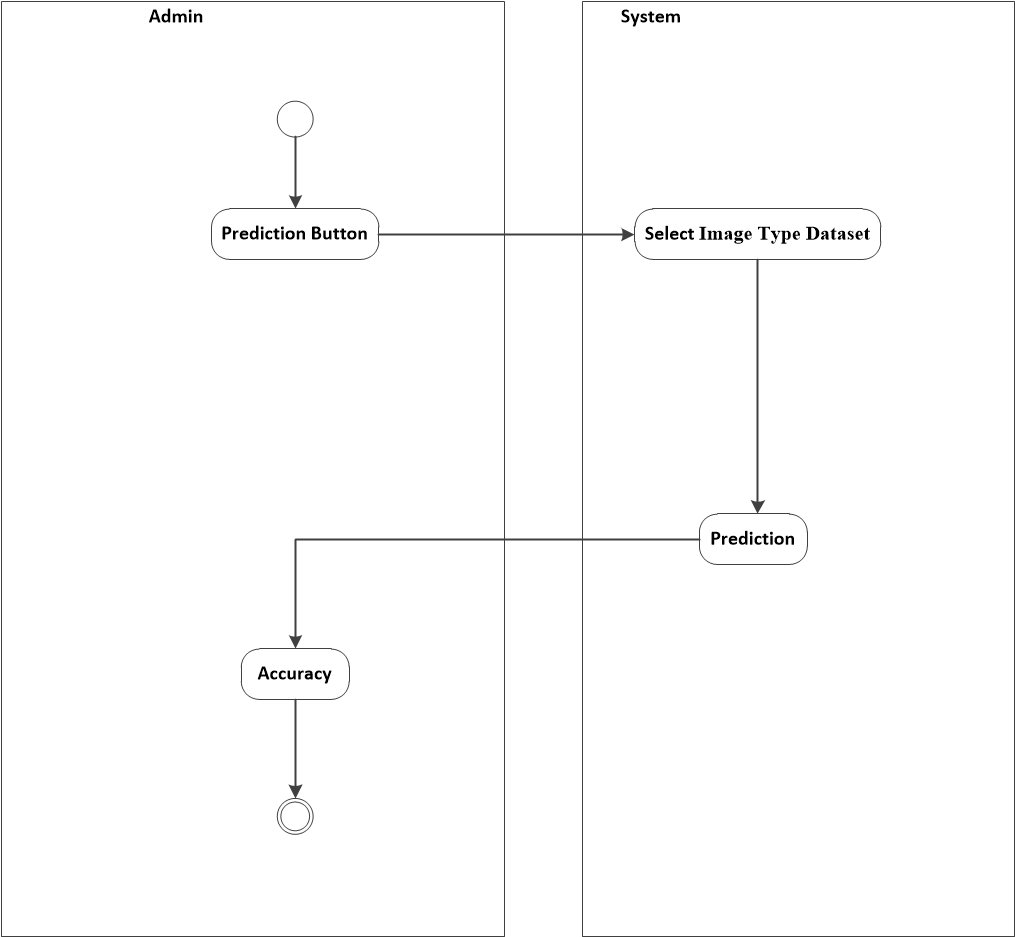 Admin
System
Prediction Button
Select Image Type Dataset
Prediction
Accuracy